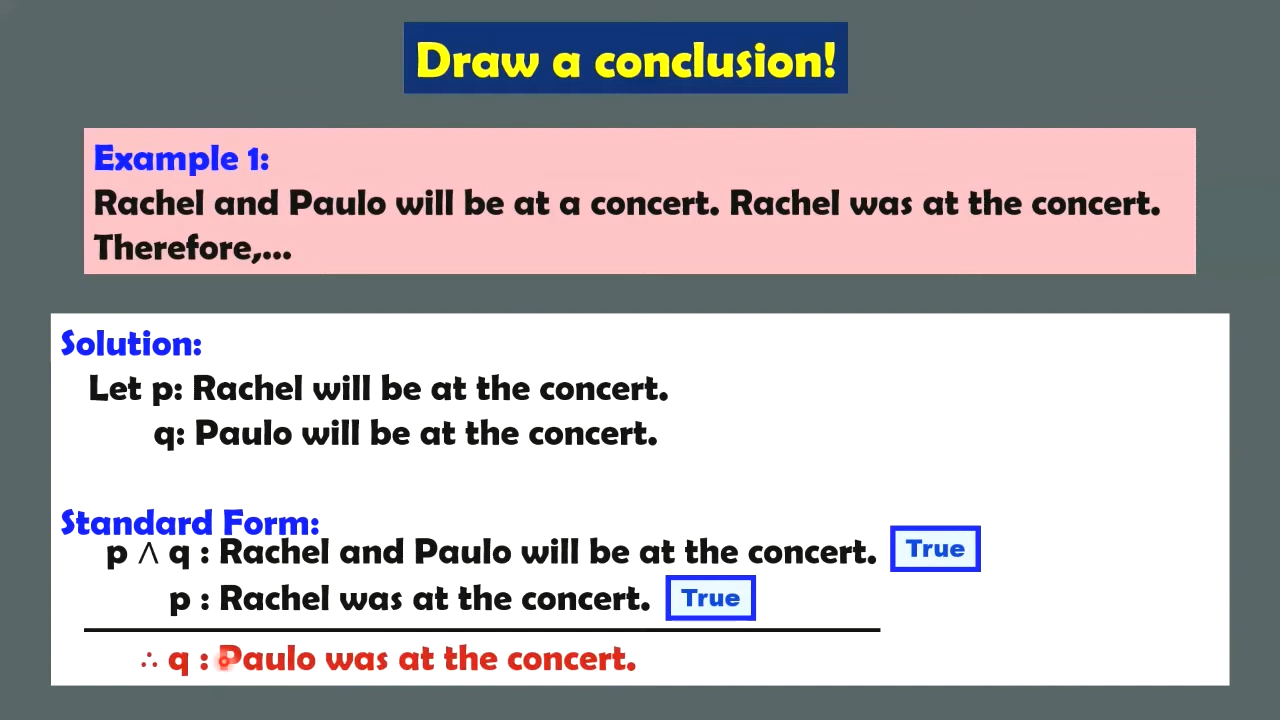 Draw a conclusion!
Example 1:
Rachel and Paulo will be at a concert. Rachel was at the concert.
Therefore,...
Solution:
Let p: Rachel will be at the concert.
q: Paulo will be at the concert.
Standard Form:
p ∧ q : Rachel and Paulo will be at the concert. True
p : Rachel was at the concert. True
∴ q : Paulo was at the concert.